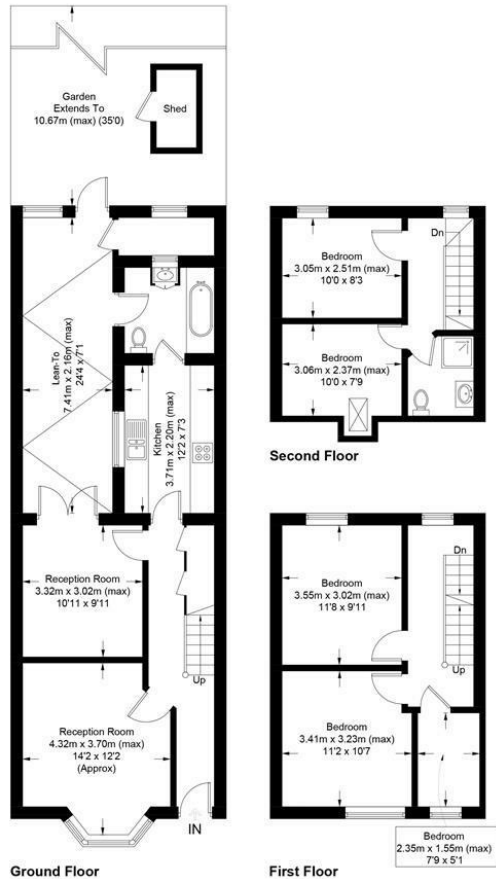 Garden
Extends To
10.67m (max) (35'0)
Shed
Lean-To
7.41m x 2.16m (max)
24'4 x 7'1
Kitchen
3.71m x 2.20m (max)
12'2 x 7'3
Reception Room
3.32m x 3.02m (max)
10'11 x 9'11
Up
Reception Room
4.32m x 3.70m (max)
14'2 x 12'2
(Approx)
IN
Ground Floor
Bedroom
3.05m x 2.51m (max)
10'0 x 8'3
Dn
Bedroom
3.06m x 2.37m (max)
10'0 x 7'9
Second Floor
Bedroom
3.55m x 3.02m (max)
11'8 x 9'11
Dn
Up
Bedroom
3.41m x 3.23m (max)
11'2 x 10'7
Bedroom
2.35m x 1.55m (max)
7'9 x 5'1
First Floor